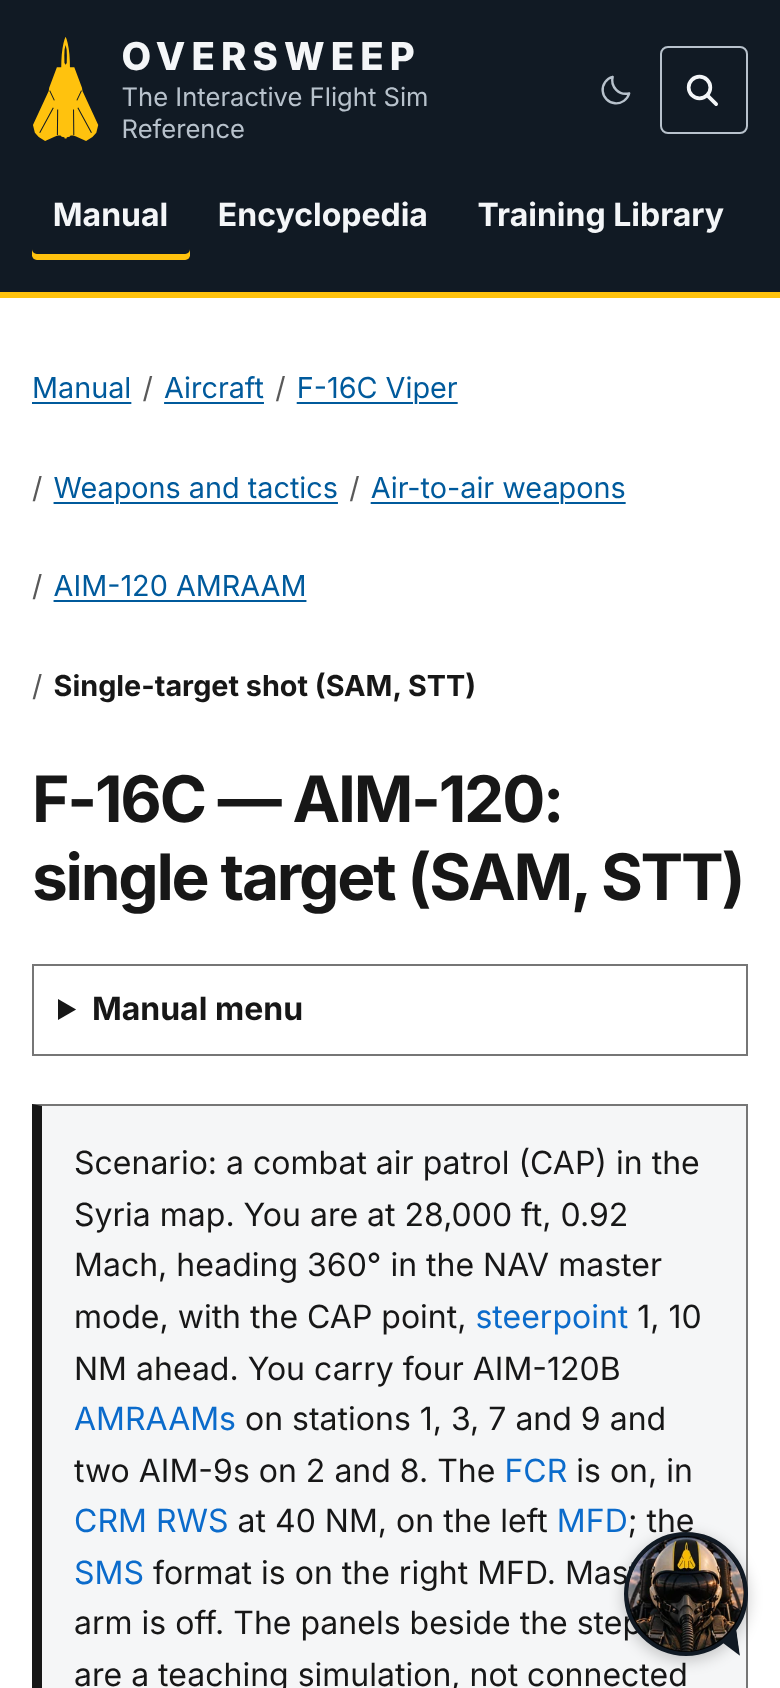 OVERSWEEP
The Interactive Flight Sim
Reference
Manual Encyclopedia Training Library
Manual / Aircraft / F-16C Viper
/ Weapons and tactics / Air-to-air weapons
/ AIM-120 AMRAAM
/ Single-target shot (SAM, STT)
F-16C — AIM-120:
single target (SAM, STT)
Manual menu
Scenario: a combat air patrol (CAP) in the
Syria map. You are at 28,000 ft, 0.92
Mach, heading 360° in the NAV master
mode, with the CAP point, steerpoint 1, 10
NM ahead. You carry four AIM-120B
AMRAAMs on stations 1, 3, 7 and 9 and
two AIM-9s on 2 and 8. The FCR is on, in
CRM RWS at 40 NM, on the left MFD; the
SMS format is on the right MFD.
arm is off. The panels beside the
are a teaching simulation, not connected